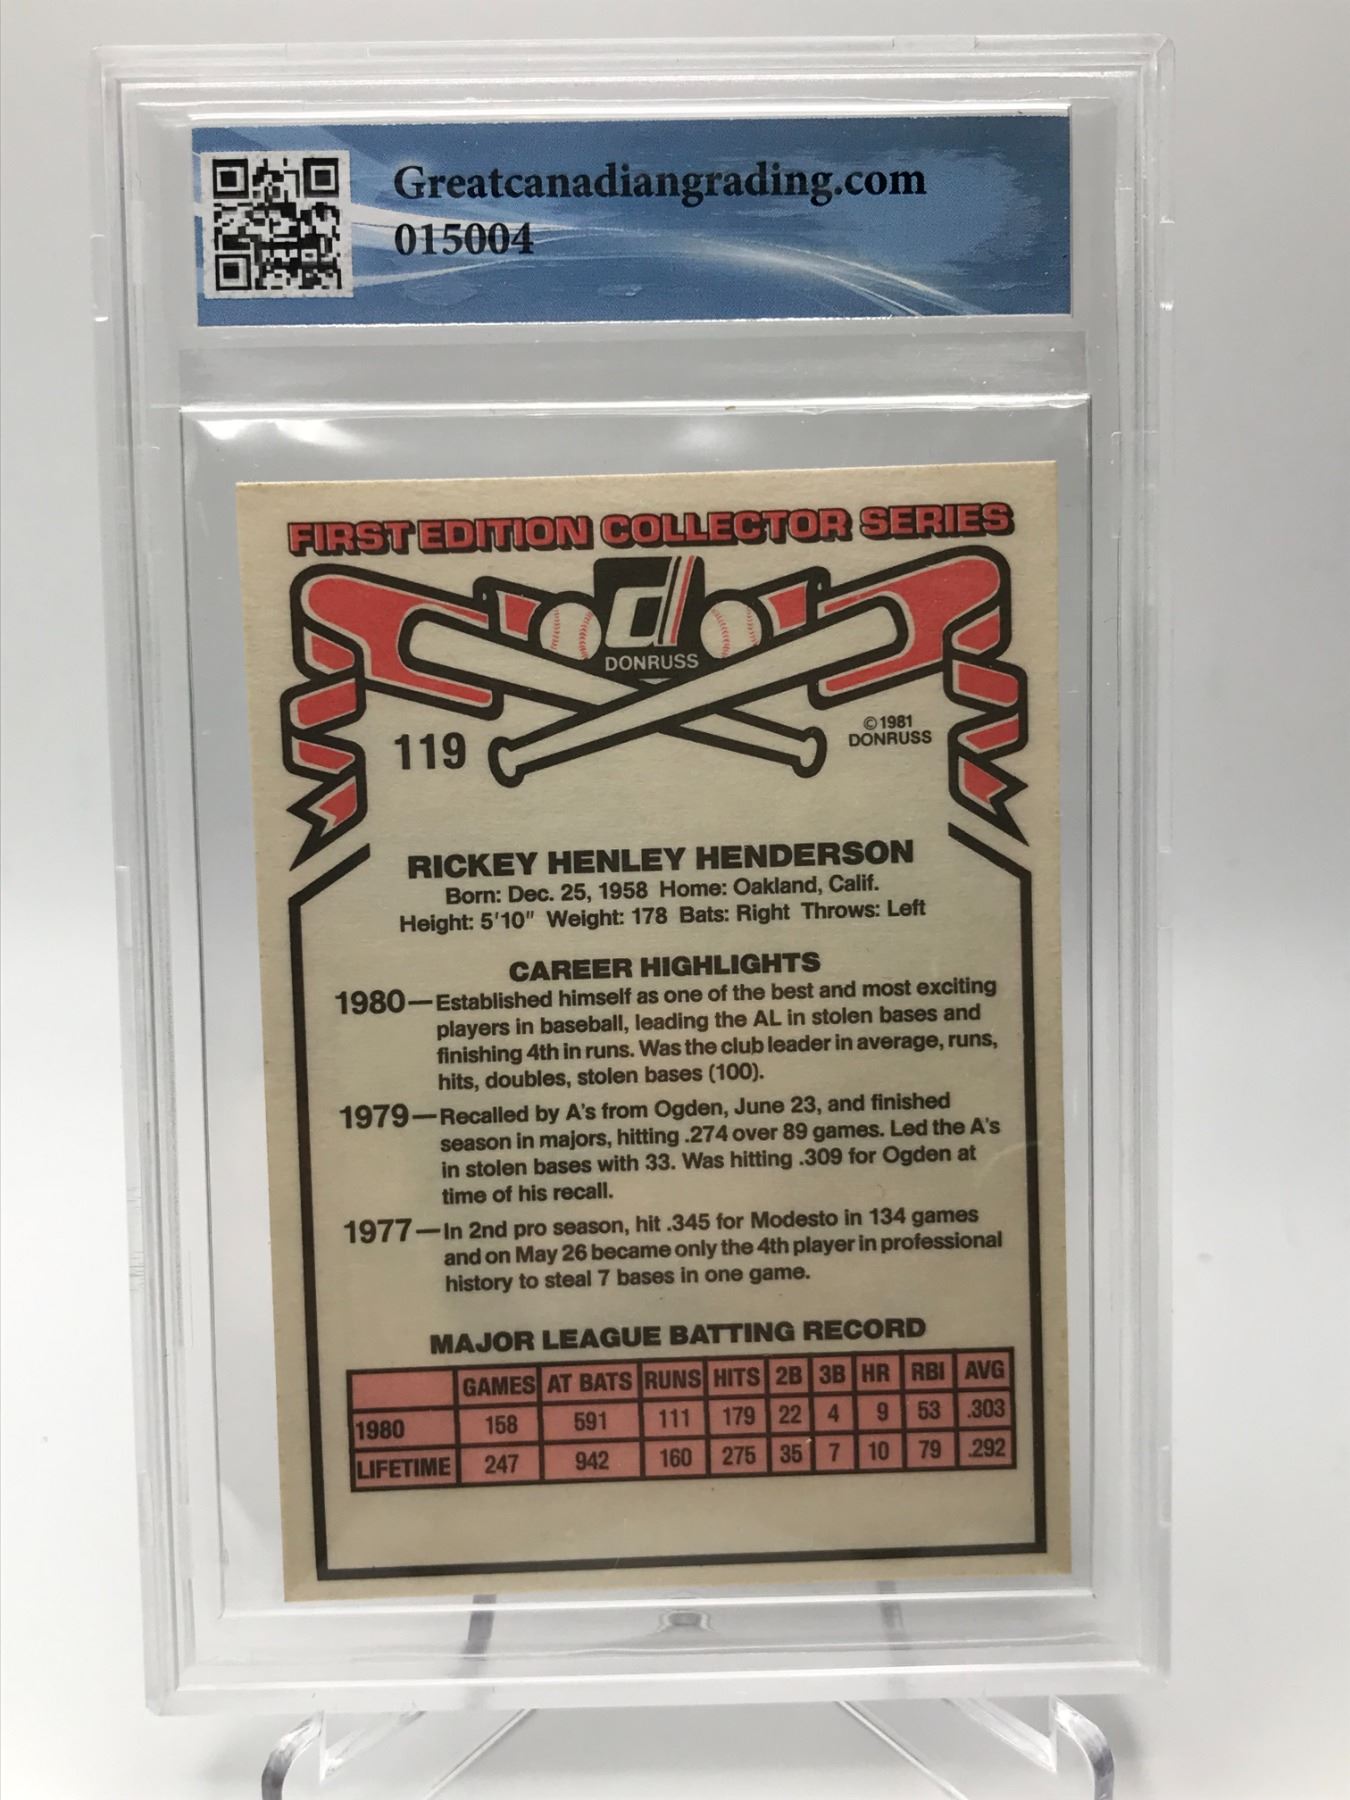 Greatcanadiangrading.com
015004
FIRST EDITION COLLECTOR SERIES
d
DONRUSS
119
©1981
DONRUSS
RICKEY HENLEY HENDERSON
Born: Dec. 25, 1958 Home: Oakland, Calif.
Height: 5'10" Weight: 178 Bats: Right Throws: Left
CAREER HIGHLIGHTS
1980—Established himself as one of the best and most exciting
players in baseball, leading the AL in stolen bases and
finishing 4th in runs. Was the club leader in average, runs,
hits, doubles, stolen bases (100).
1979—Recalled by A's from Ogden, June 23, and finished
season in majors, hitting .274 over 89 games. Led the A's
in stolen bases with 33. Was hitting .309 for Ogden at
time of his recall.
1977—In 2nd pro season, hit .345 for Modesto in 134 games
and on May 26 became only the 4th player in professional
history to steal 7 bases in one game.
MAJOR LEAGUE BATTING RECORD
GAMES AT BATS RUNS HITS 2B 3B HR RBI AVG
1980 158 591 111 179 22 4 9 53 .303
LIFETIME 247 942 160 275 35 7 10 79 .292